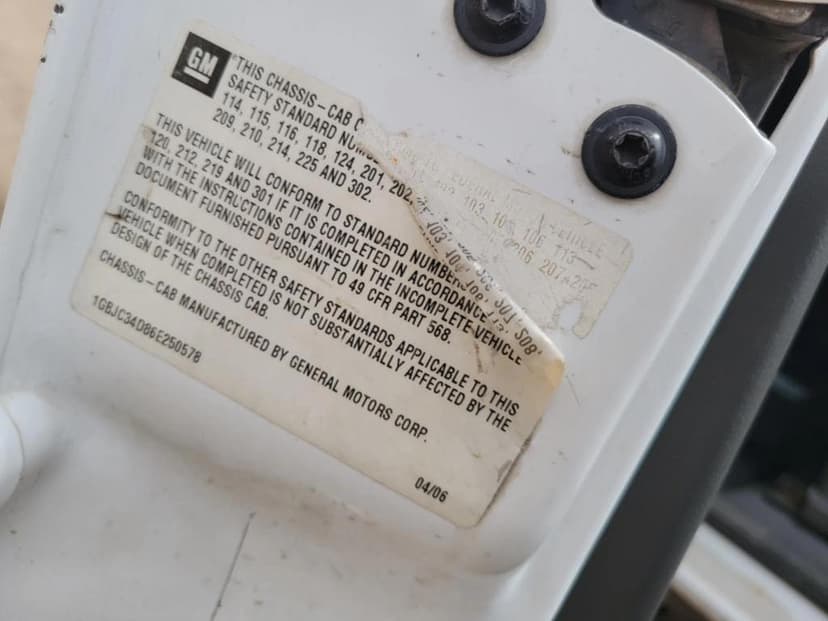 GM
THIS CHASSIS-CAB
SAFETY STANDARD
114, 115, 116, 118, 124, 201, 202,
209, 210, 214, 225 AND 302.
THIS VEHICLE WILL CONFORM TO STANDARD
120, 212, 219 AND 301 IF IT IS COMPLETED IN ACCORDANCE
WITH THE INSTRUCTIONS CONTAINED IN THE INCOMPLETE VEHICLE
DOCUMENT FURNISHED PURSUANT TO 49 CFR PART 568.
CONFORMITY TO THE OTHER SAFETY STANDARDS APPLICABLE TO THIS
VEHICLE WHEN COMPLETED IS NOT SUBSTANTIALLY AFFECTED BY THE
DESIGN OF THE CHASSIS CAB.
CHASSIS-CAB MANUFACTURED BY GENERAL MOTORS CORP.
1GBJC34D86E250578
04/06